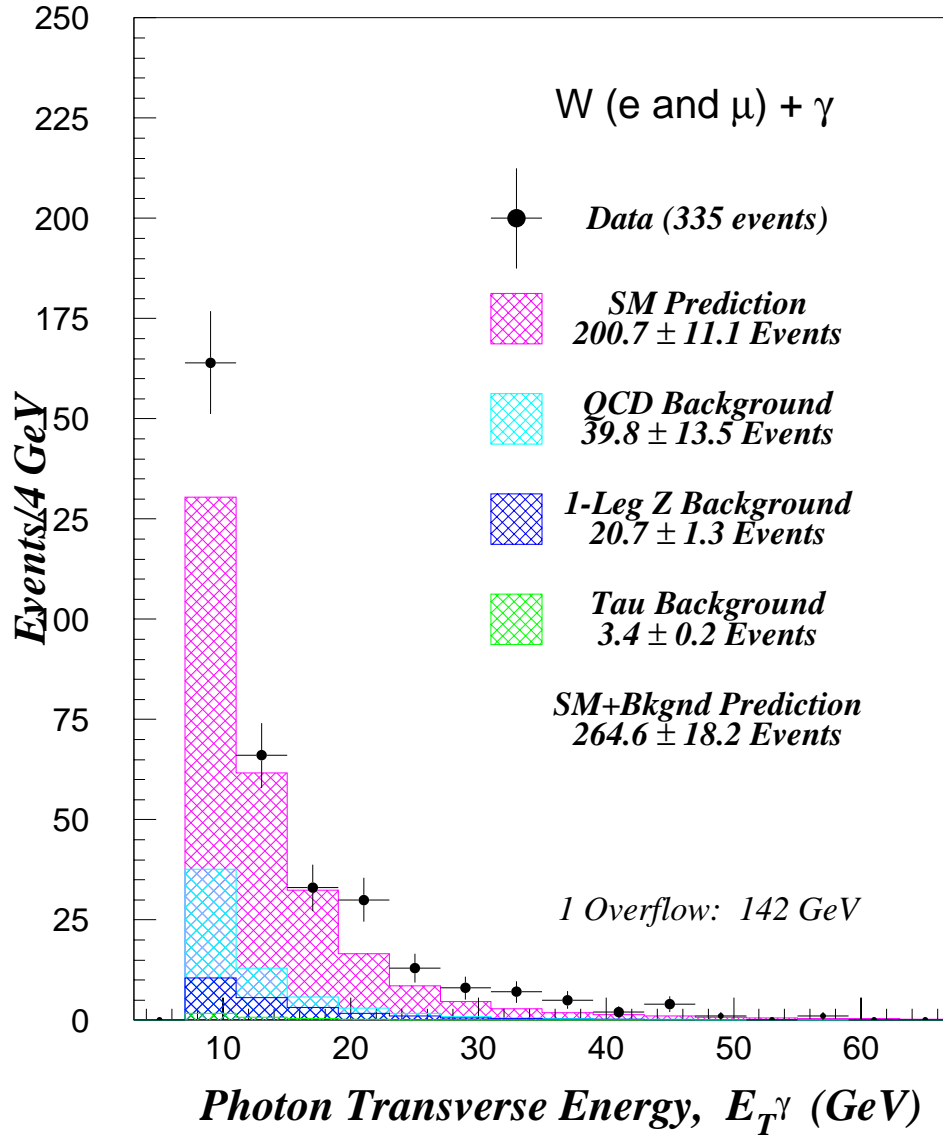 250
225
200
175
150
125
100
75
50
25
0
Events/4 GeV
W (e and μ) + γ
Data (335 events)
SM Prediction
200.7 ± 11.1 Events
QCD Background
39.8 ± 13.5 Events
1-Leg Z Background
20.7 ± 1.3 Events
Tau Background
3.4 ± 0.2 Events
SM+Bkgnd Prediction
264.6 ± 18.2 Events
1 Overflow: 142 GeV
10 20 30 40 50 60
Photon Transverse Energy, E_T^γ (GeV)